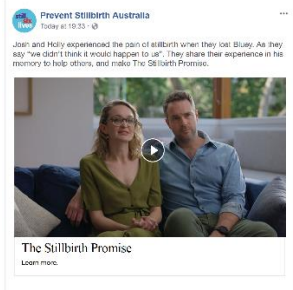 Prevent Stillbirth Australia
Today at 19:33 ·
Josh and Holly experienced the pain of stillbirth when they lost Bluey. As they
say "we didn't think it would happen to us". They share their experience in his
memory to help others, and make The Stillbirth Promise.
The Stillbirth Promise
Learn more.